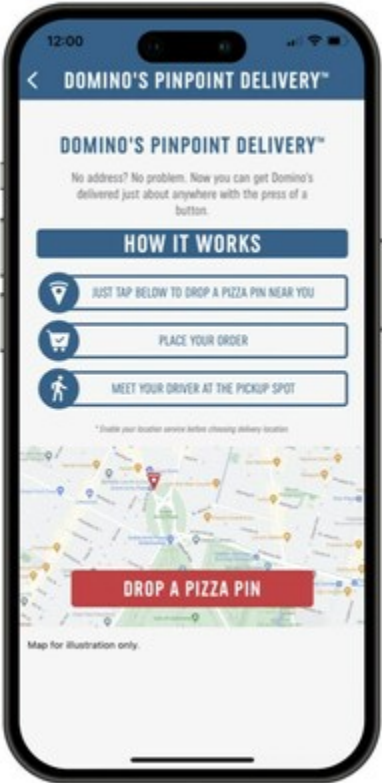 12:00
DOMINO'S PINPOINT DELIVERY™
DOMINO'S PINPOINT DELIVERY™
No address? No problem. Now you can get Domino's
delivered just about anywhere with the press of a
button.
HOW IT WORKS
JUST TAP BELOW TO DROP A PIZZA PIN NEAR YOU
PLACE YOUR ORDER
MEET YOUR DRIVER AT THE PICKUP SPOT
* Enable your location service before choosing delivery location.
DROP A PIZZA PIN
Map for illustration only.